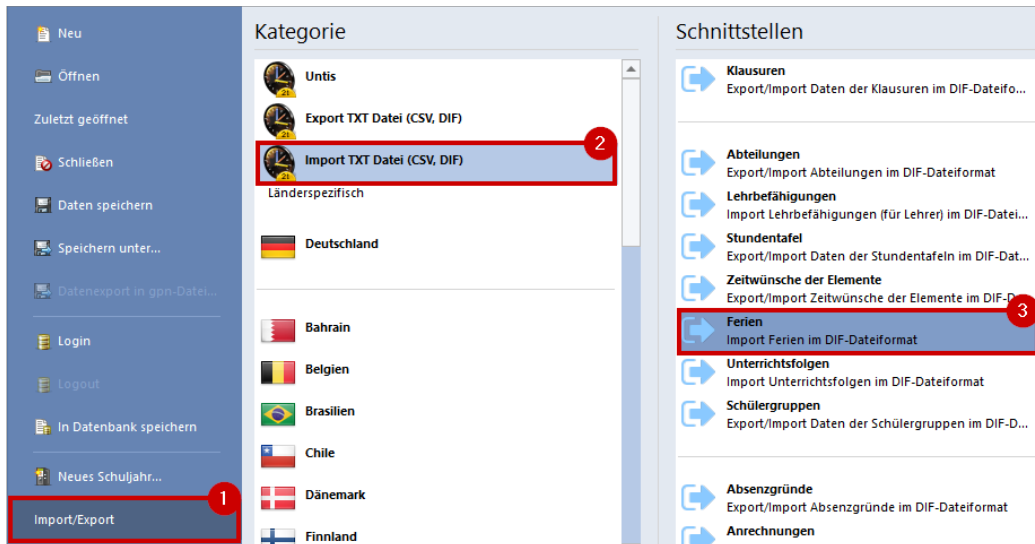 Neu
Öffnen
Zuletzt geöffnet
Schließen
Daten speichern
Speichern unter...
Datenexport in gpn-Datei...
Login
Logout
In Datenbank speichern
Neues Schuljahr...
1
Import/Export
Kategorie
21
Untis
21
Export TXT Datei (CSV, DIF)
2
21
Import TXT Datei (CSV, DIF)
Länderspezifisch
Deutschland
Bahrain
Belgien
Brasilien
Chile
Dänemark
Finnland
Schnittstellen
Klausuren
Export/Import Daten der Klausuren im DIF-Dateifo...
Abteilungen
Export/Import Abteilungen im DIF-Dateiformat
Lehrbefähigungen
Import Lehrbefähigungen (für Lehrer) im DIF-Datei...
Stundentafel
Export/Import Daten der Stundentafeln im DIF-Dat...
Zeitwünsche der Elemente
Export/Import Zeitwünsche der Elemente im DIF-
3
Ferien
Import Ferien im DIF-Dateiformat
Unterrichtsfolgen
Import Unterrichtsfolgen im DIF-Dateiformat
Schülergruppen
Export/Import Daten der Schülergruppen im DIF-D...
Absenzgründe
Export/Import Absenzgründe im DIF-Dateiformat
Anrechnungen